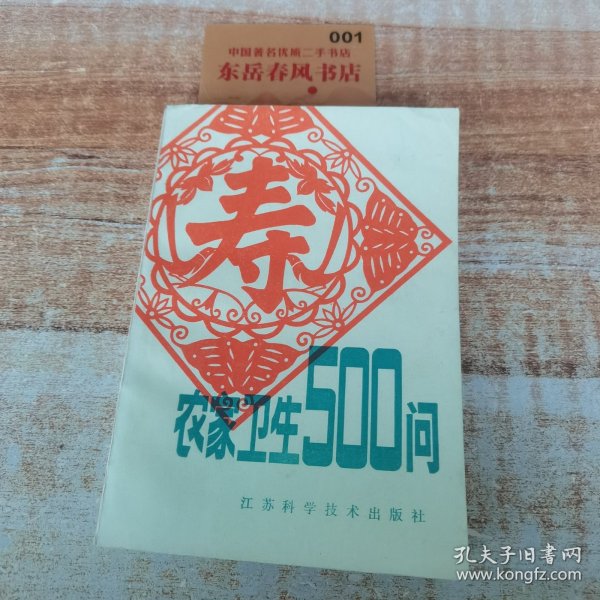 001
中国著名优质二手书店
东岳春风书店
寿
农家卫生500问
江苏科学技术出版社
孔夫子旧书网
www.kongfz.com